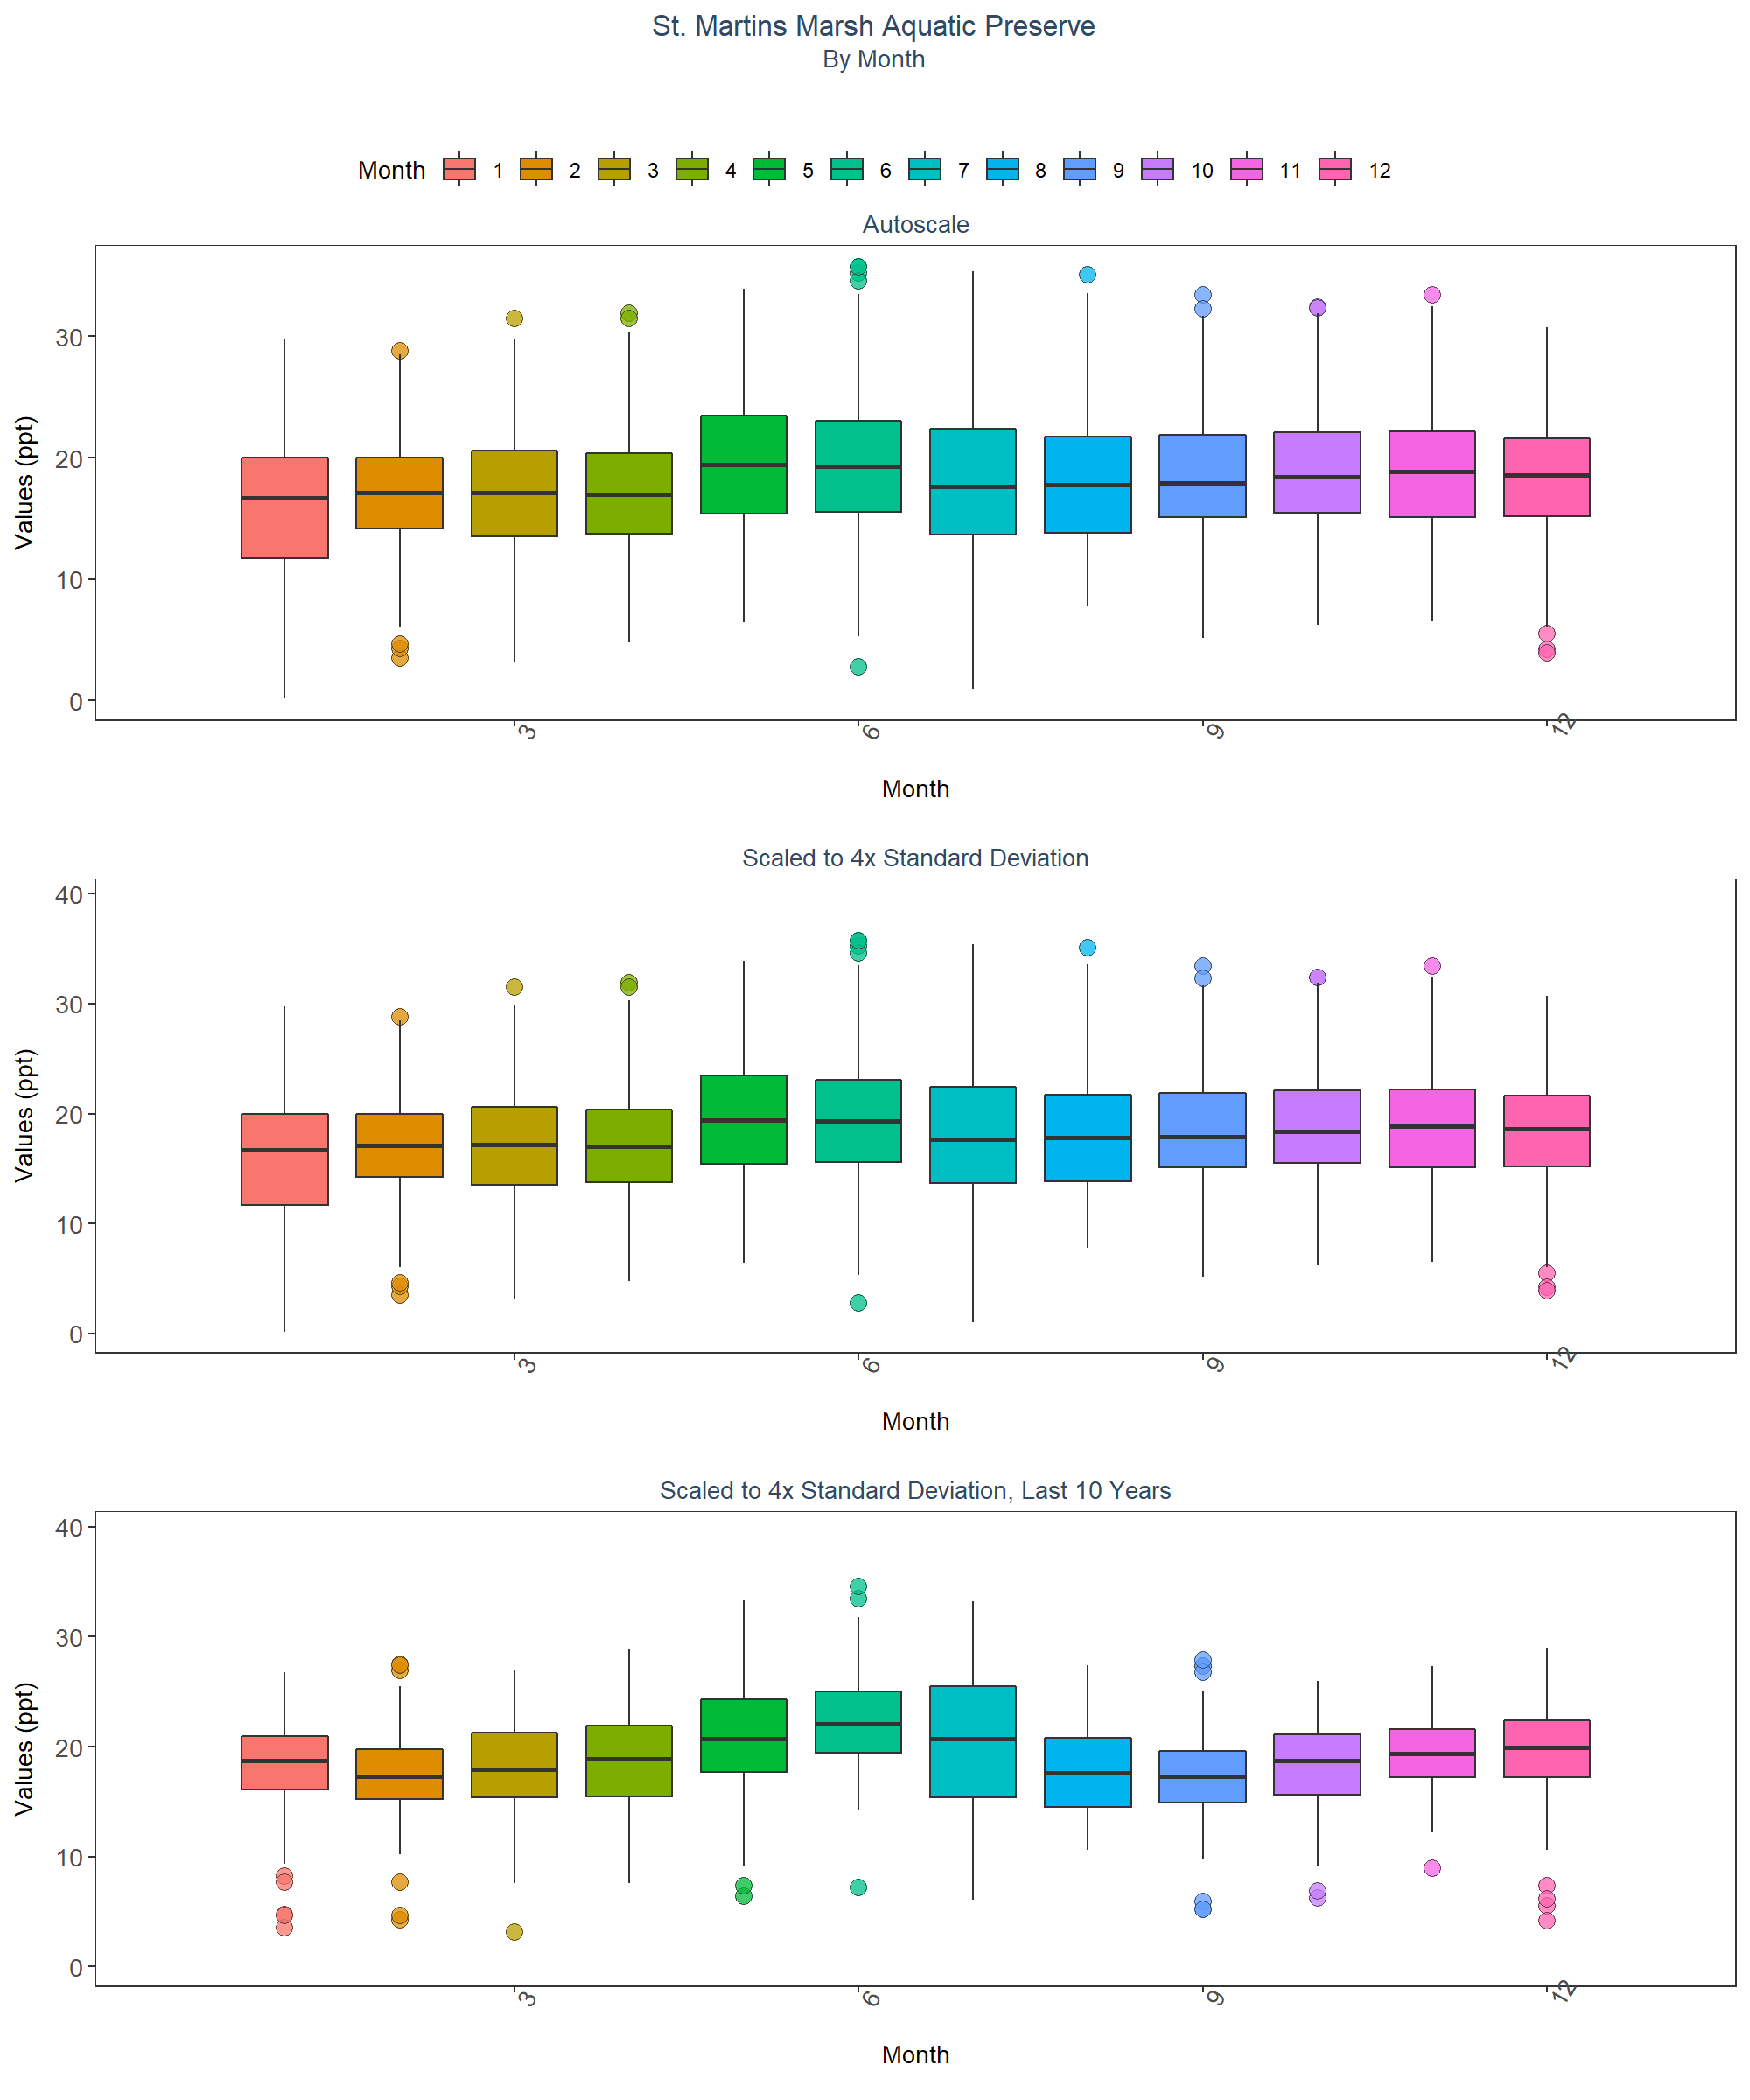 St. Martins Marsh Aquatic Preserve
By Month
Month 1 2 3 4 5 6 7 8 9 10 11 12
Autoscale
Values (ppt)
30
20
10
0
3 6 9 12
Month
Scaled to 4x Standard Deviation
Values (ppt)
40
30
20
10
0
3 6 9 12
Month
Scaled to 4x Standard Deviation, Last 10 Years
Values (ppt)
40
30
20
10
0
3 6 9 12
Month